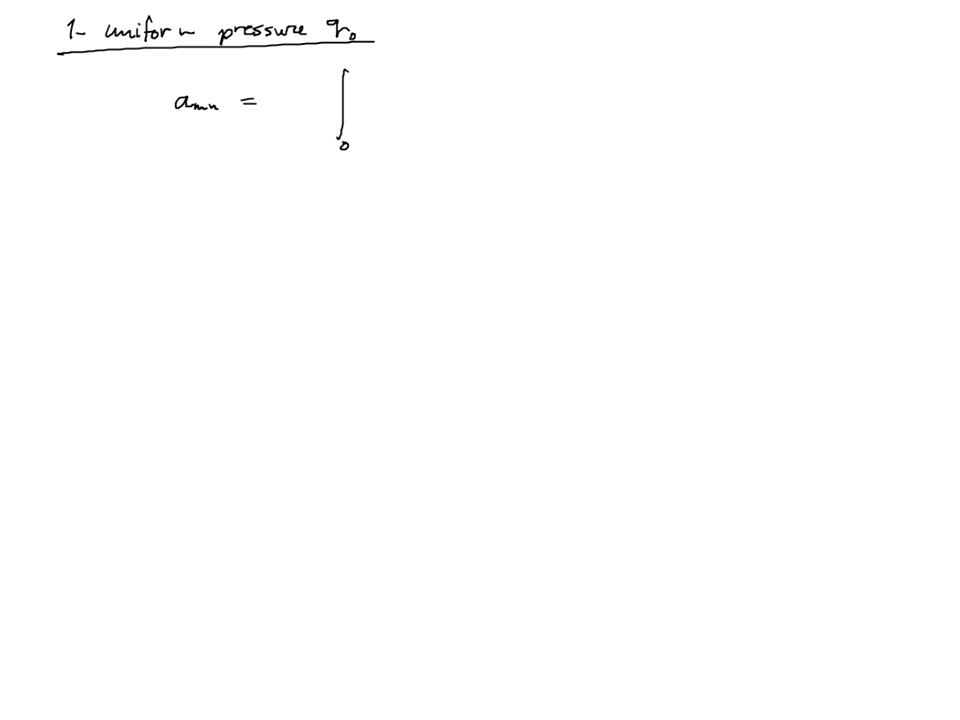 1- uniform pressure q₀
aₘₙ = ∫₀